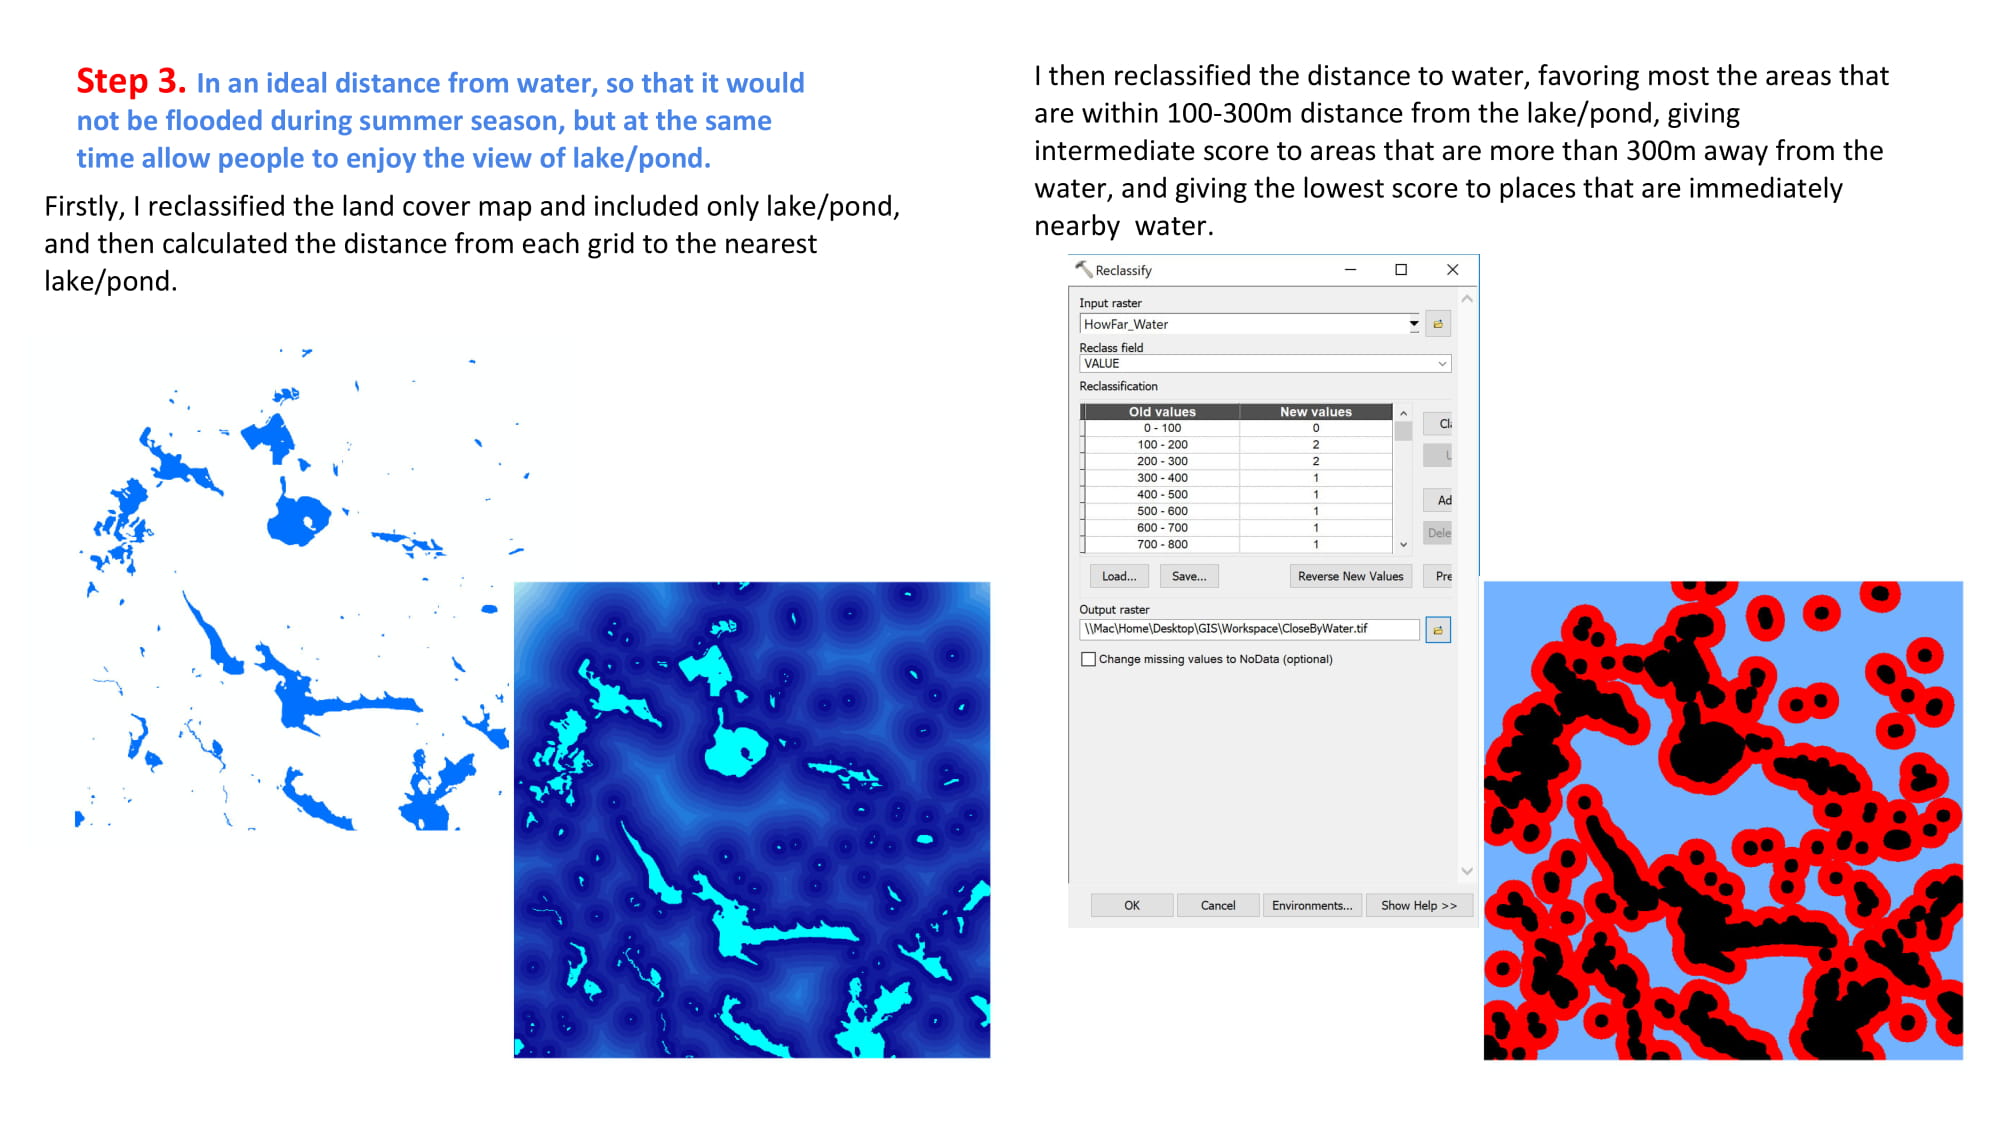 Step 3. In an ideal distance from water, so that it would
not be flooded during summer season, but at the same
time allow people to enjoy the view of lake/pond.
Firstly, I reclassified the land cover map and included only lake/pond,
and then calculated the distance from each grid to the nearest
lake/pond.
I then reclassified the distance to water, favoring most the areas that
are within 100-300m distance from the lake/pond, giving
intermediate score to areas that are more than 300m away from the
water, and giving the lowest score to places that are immediately
nearby  water.
Reclassify
Input raster
HowFar_Water
Reclass field
VALUE
Reclassification
Old values New values
0 - 100 0
100 - 200 2
200 - 300 2
300 - 400 1
400 - 500 1
500 - 600 1
600 - 700 1
700 - 800 1
Ad
Dele
Load... Save... Reverse New Values Pre
Output raster
\\Mac\Home\Desktop\GIS\Workspace\CloseByWater.tif
Change missing values to NoData (optional)
OK Cancel Environments... Show Help >>